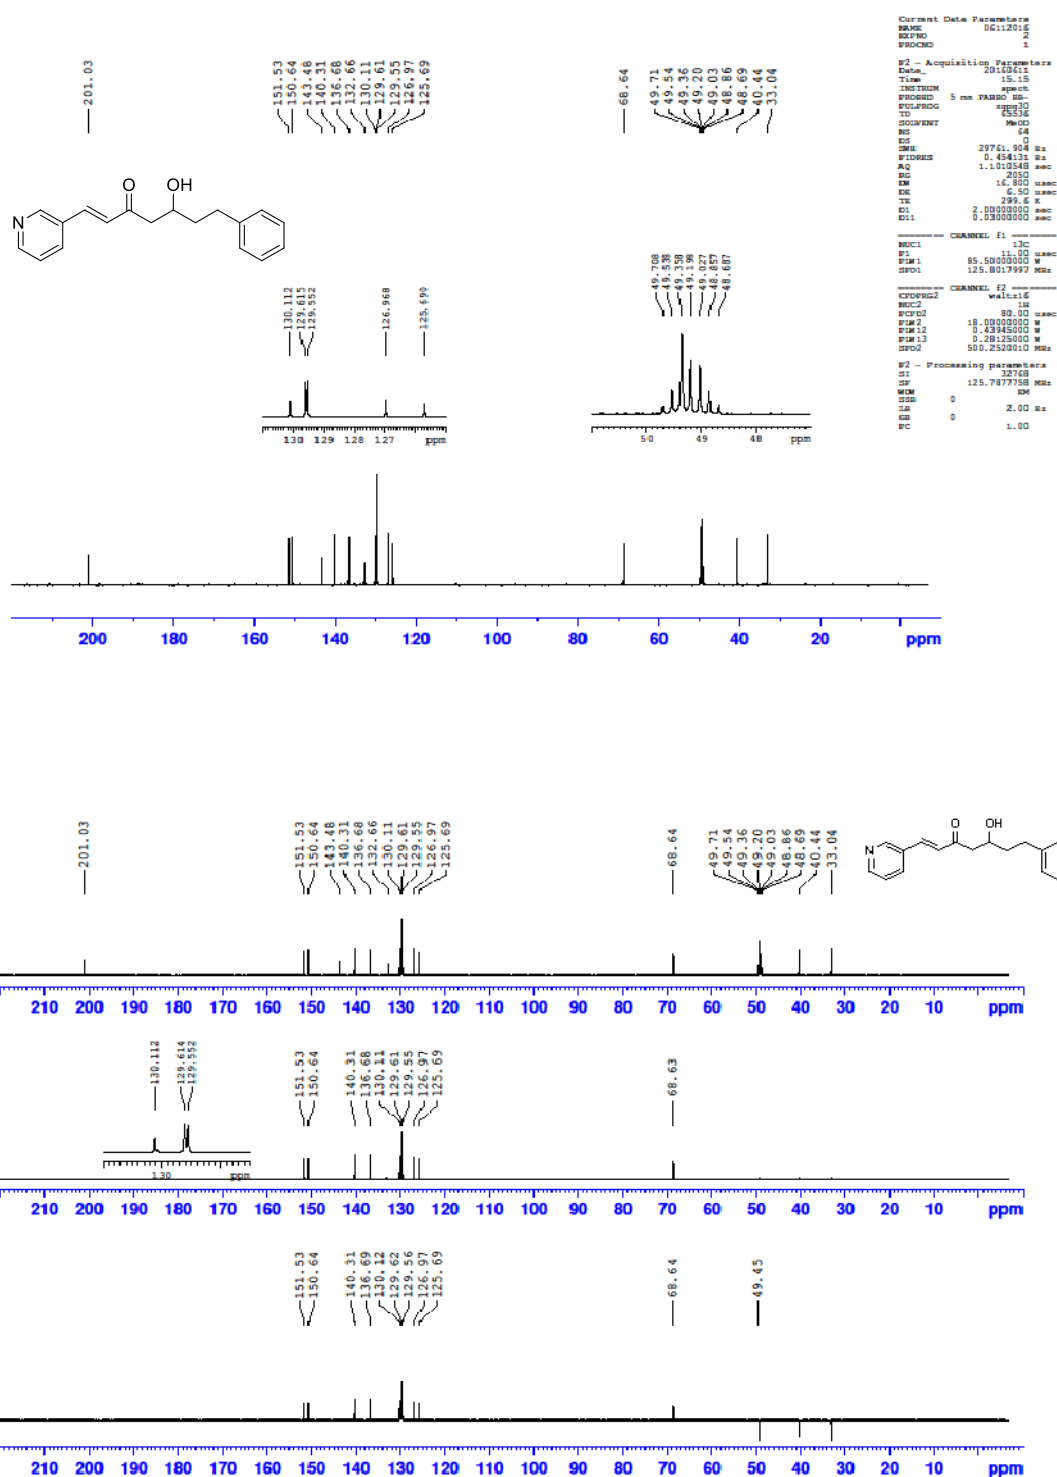 Current Data Parameters
NAME 06112016
EXPNO 2
PROCNO 1
F2 - Acquisition Parameters
Date_ 20160611
Time 15.15
INSTRUM spect
PROBHD 5 mm PABBO BB-
PULPROG zgpg30
TD 65536
SOLVENT MeOD
NS 64
DS 0
SWH 29761.904 Hz
FIDRES 0.454131 Hz
AQ 1.1010548 sec
RG 2050
DW 16.800 usec
DE 6.50 usec
TE 299.6 K
D1 2.00000000 sec
D11 0.03000000 sec
======== CHANNEL f1 ========
NUC1 13C
P1 11.00 usec
PLW1 85.50000000 W
SFO1 125.8017997 MHz
======== CHANNEL f2 ========
CPDPRG2 waltz16
NUC2 1H
PCPD2 80.00 usec
PLW2 18.00000000 W
PLW12 0.43945000 W
PLW13 0.28125000 W
SFO2 500.2520010 MHz
F2 - Processing parameters
SI 32768
SF 125.7877758 MHz
WDW EM
SSB 0
LB 2.00 Hz
GB 0
PC 1.00
201.03
151.53
150.64
143.48
140.31
136.68
132.66
130.11
129.61
129.55
126.97
125.69
68.64
49.71
49.54
49.36
49.20
49.03
48.86
48.69
40.44
33.04
O OH
N
130.112
129.615
129.552
126.968
125.690
130 129 128 127 ppm
49.708
49.539
49.358
49.198
49.027
48.857
48.687
50 49 48 ppm
200 180 160 140 120 100 80 60 40 20 ppm
201.03
151.53
150.64
143.48
140.31
136.68
132.66
130.11
129.61
129.55
126.97
125.69
68.64
49.71
49.54
49.36
49.20
49.03
48.86
48.69
40.44
33.04
O OH
N
210 200 190 180 170 160 150 140 130 120 110 100 90 80 70 60 50 40 30 20 10 ppm
130.112
129.614
129.552
130 ppm
151.53
150.64
140.31
136.68
130.11
129.61
129.55
126.97
125.69
68.63
210 200 190 180 170 160 150 140 130 120 110 100 90 80 70 60 50 40 30 20 10 ppm
151.53
150.64
140.31
136.69
130.12
129.62
129.56
126.97
125.69
68.64
49.45
210 200 190 180 170 160 150 140 130 120 110 100 90 80 70 60 50 40 30 20 10 ppm